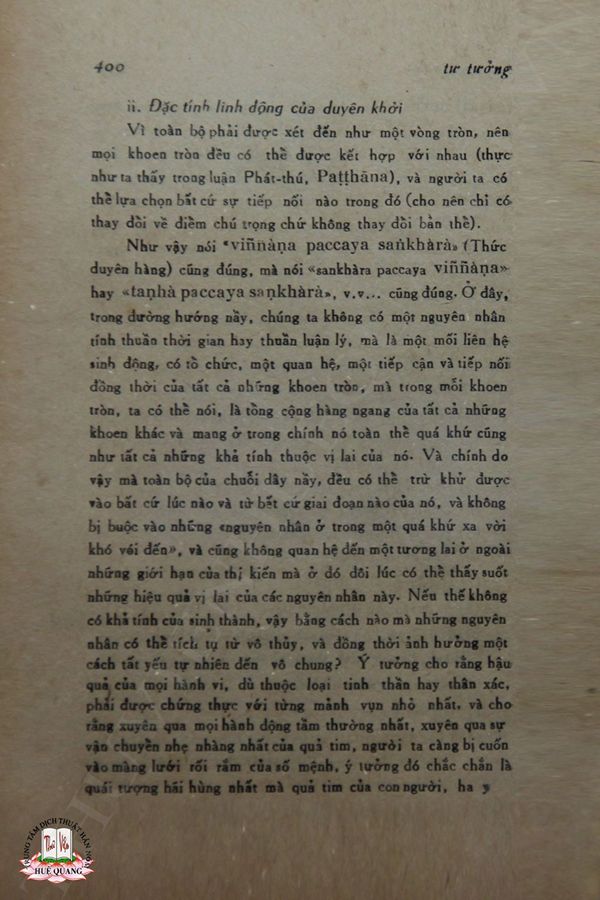 400 tư tưởng
ii. Đặc tính linh động của duyên khởi
Vì toàn bộ phải được xét đến như một vòng tròn, nên
mọi khoen tròn đều có thể được kết hợp với nhau (thực
như ta thấy trong luận Phát-thú, Paṭṭhāna), và người ta có
thể lựa chọn bất cứ sự tiếp nối nào trong đó (cho nên chỉ có
thay đổi về điểm chú trọng chứ không thay đổi bản thể).
Như vậy nói «viññàṇa paccaya saṅkhàrà» (Thức
duyên hàng) cũng đúng, mà nói «sankhàra paccaya viññàṇa»
hay «taṇhà paccaya saṇkhàrà», v.v... cũng đúng. Ở đây,
trong đường hướng nầy, chúng ta không có một nguyên nhân
tính thuần thời gian hay thuần luận lý, mà là một mối liên hệ
sinh động, có tổ chức, một quan hệ, một tiếp cận và tiếp nối
đồng thời của tất cả những khoen tròn, mà trong mỗi khoen
tròn, ta có thể nói, là tổng cộng hàng ngang của tất cả những
khoen khác và mang ở trong chính nó toàn thể quá khứ cũng
như tất cả những khả tính thuộc vị lai của nó. Và chính do
vậy mà toàn bộ của chuỗi dây nầy, đều có thể trừ khử được
vào bất cứ lúc nào và từ bất cứ giai đoạn nào của nó, và không
bị buộc vào những «nguyên nhân ở trong một quá khứ xa vời
khó với đến», và cũng không quan hệ đến một tương lai ở ngoài
những giới hạn của thị kiến mà ở đó đôi lúc có thể thấy suốt
những hiệu quả vị lai của các nguyên nhân này. Nếu thế không
có khả tính của sinh thành, vậy bằng cách nào mà những nguyên
nhân có thể tích tụ từ vô thủy, và đồng thời ảnh hưởng một
cách tất yếu tự nhiên đến vô chung? Ý tưởng cho rằng hậu
quả của mọi hành vi, dù thuộc loại tinh thần hay thân xác,
phải được chứng thực với từng mảnh vụn nhỏ nhất, và cho
rằng xuyên qua mọi hành động tầm thường nhất, xuyên qua sự
vận chuyển nhẹ nhàng nhất của quả tim, người ta càng bị cuốn
vào màng lưới rối rắm của số mệnh, ý tưởng đó chắc chắn là
quái tượng hãi hùng nhất mà quả tim của con người, ha y
TRUNG TÂM DỊCH THUẬT HÁN NÔM
HUỆ QUANG